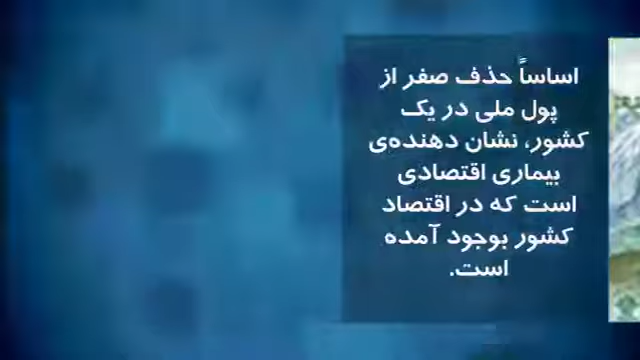 اساساً حذف صفر از
پول ملی در یک
کشور، نشان دهنده‌ی
بیماری اقتصادی
است که در اقتصاد
کشور بوجود آمده
است.